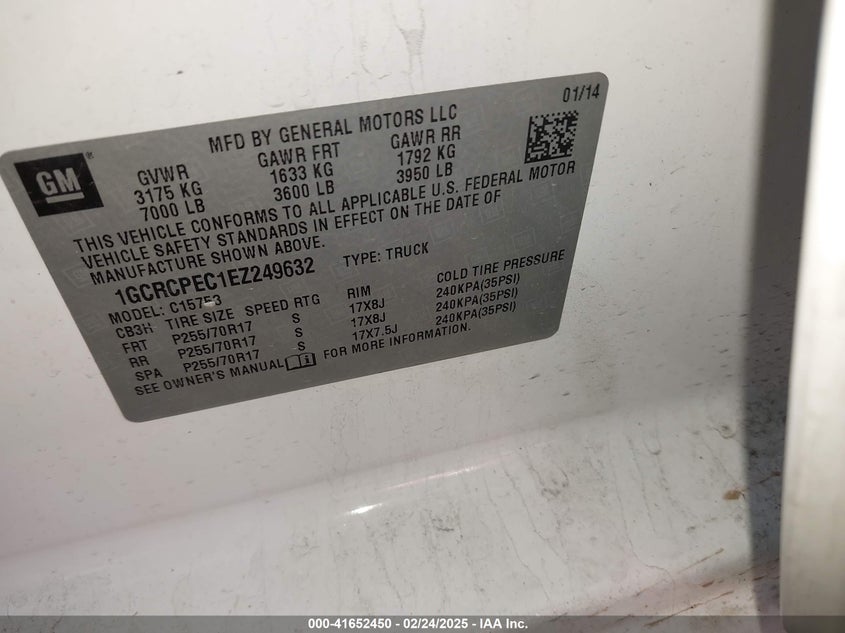 MFD BY GENERAL MOTORS LLC 01/14
GM ®
GVWR GAWR FRT GAWR RR
3175 KG 1633 KG 1792 KG
7000 LB 3600 LB 3950 LB
THIS VEHICLE CONFORMS TO ALL APPLICABLE U.S. FEDERAL MOTOR
VEHICLE SAFETY STANDARDS IN EFFECT ON THE DATE OF
MANUFACTURE SHOWN ABOVE.
1GCRCPEC1EZ249632 TYPE: TRUCK
MODEL: C15753
CB3H TIRE SIZE SPEED RTG RIM COLD TIRE PRESSURE
FRT P255/70R17 S 17X8J 240KPA(35PSI)
RR P255/70R17 S 17X8J 240KPA(35PSI)
SPA P255/70R17 S 17X7.5J 240KPA(35PSI)
SEE OWNER'S MANUAL FOR MORE INFORMATION.
000-41652450 - 02/24/2025 - IAA Inc.